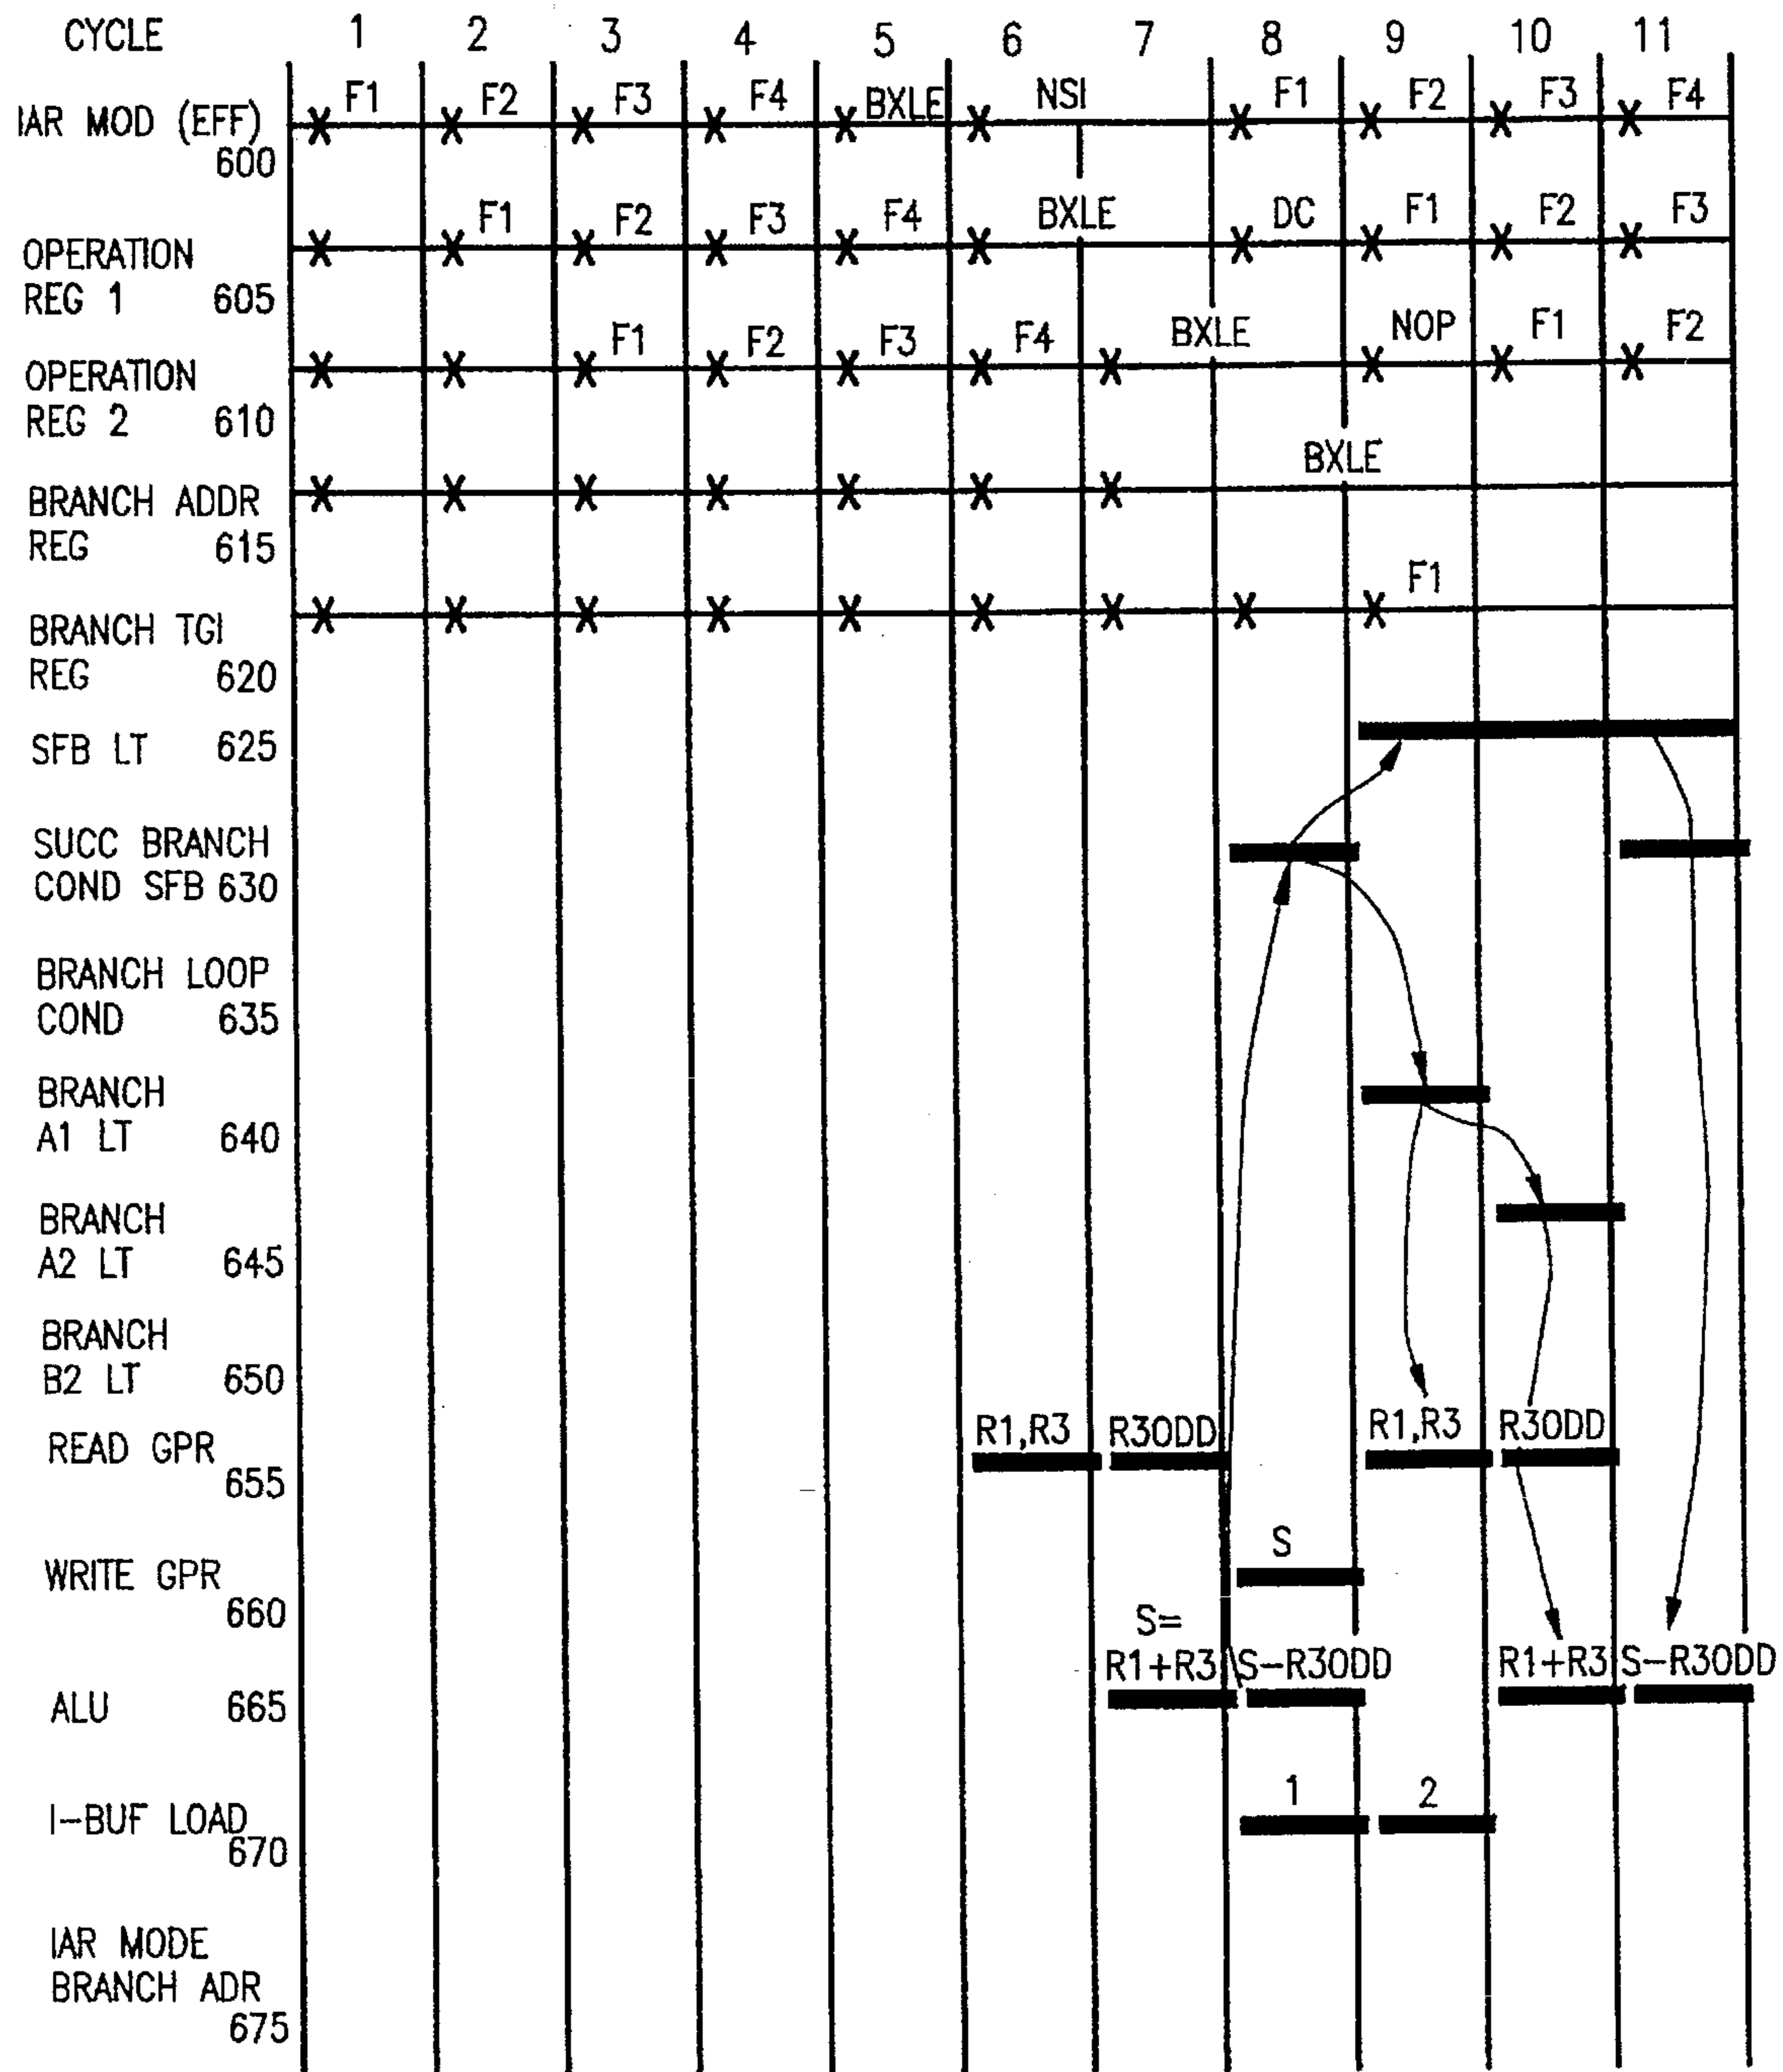 CYCLE 1 2 3 4 5 6 7 8 9 10 11
F1 F2 F3 F4 BXLE NSI F1 F2 F3 F4
IAR MOD (EFF)
600
F1 F2 F3 F4 BXLE DC F1 F2 F3
OPERATION
REG 1 605
F1 F2 F3 F4 BXLE NOP F1 F2
OPERATION
REG 2 610
BXLE
BRANCH ADDR
REG 615
F1
BRANCH TGI
REG 620
SFB LT 625
SUCC BRANCH
COND SFB 630
BRANCH LOOP
COND 635
BRANCH
A1 LT 640
BRANCH
A2 LT 645
BRANCH
B2 LT 650
R1,R3 R3ODD R1,R3 R3ODD
READ GPR
655
S
WRITE GPR
660
S=
R1+R3 S-R3ODD R1+R3 S-R3ODD
ALU 665
1 2
I-BUF LOAD
670
IAR MODE
BRANCH ADR
675